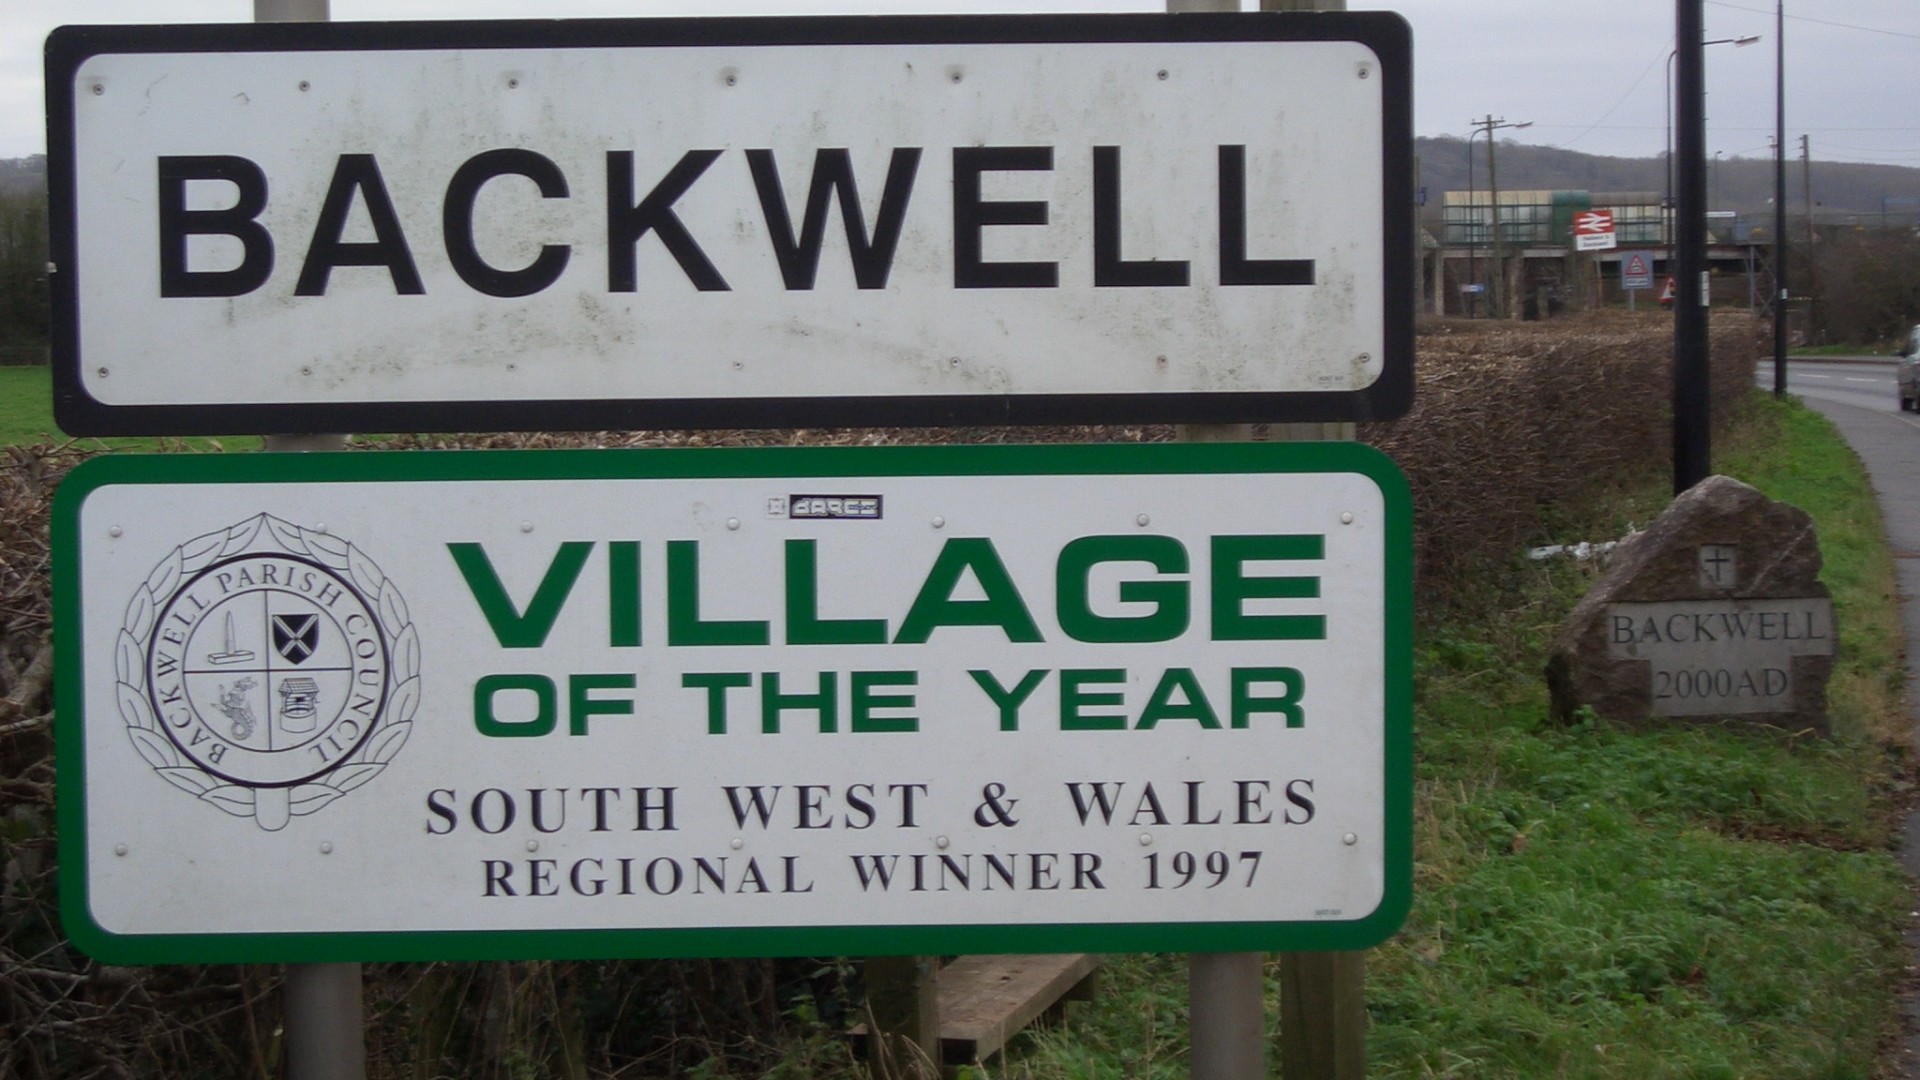 BACKWELL
VILLAGE
OF THE YEAR
SOUTH WEST & WALES
REGIONAL WINNER 1997
BACKWELL PARISH COUNCIL
BACKWELL
2000AD